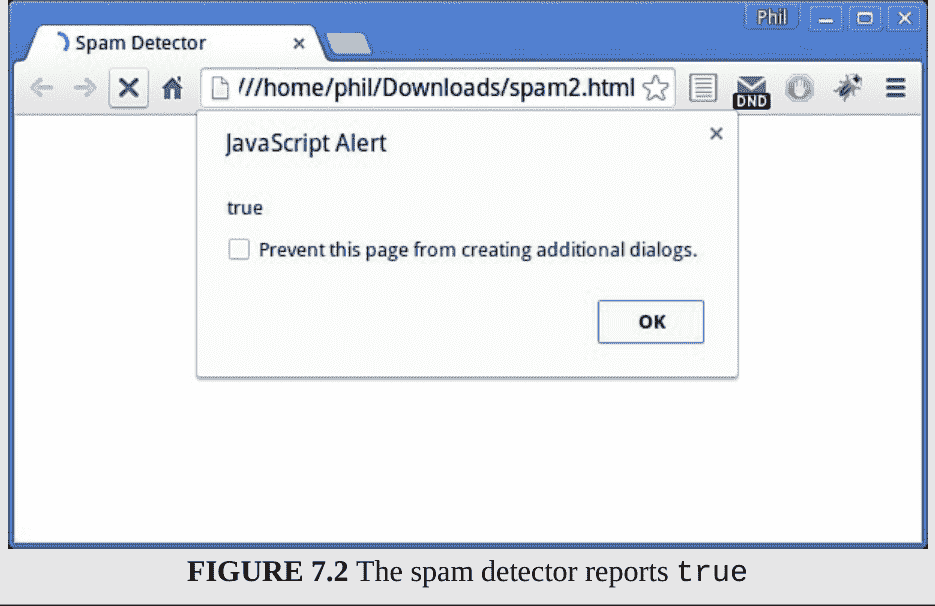 Phil
Spam Detector
///home/phil/Downloads/spam2.html
DND
JavaScript Alert
true
Prevent this page from creating additional dialogs.
OK
FIGURE 7.2 The spam detector reports true